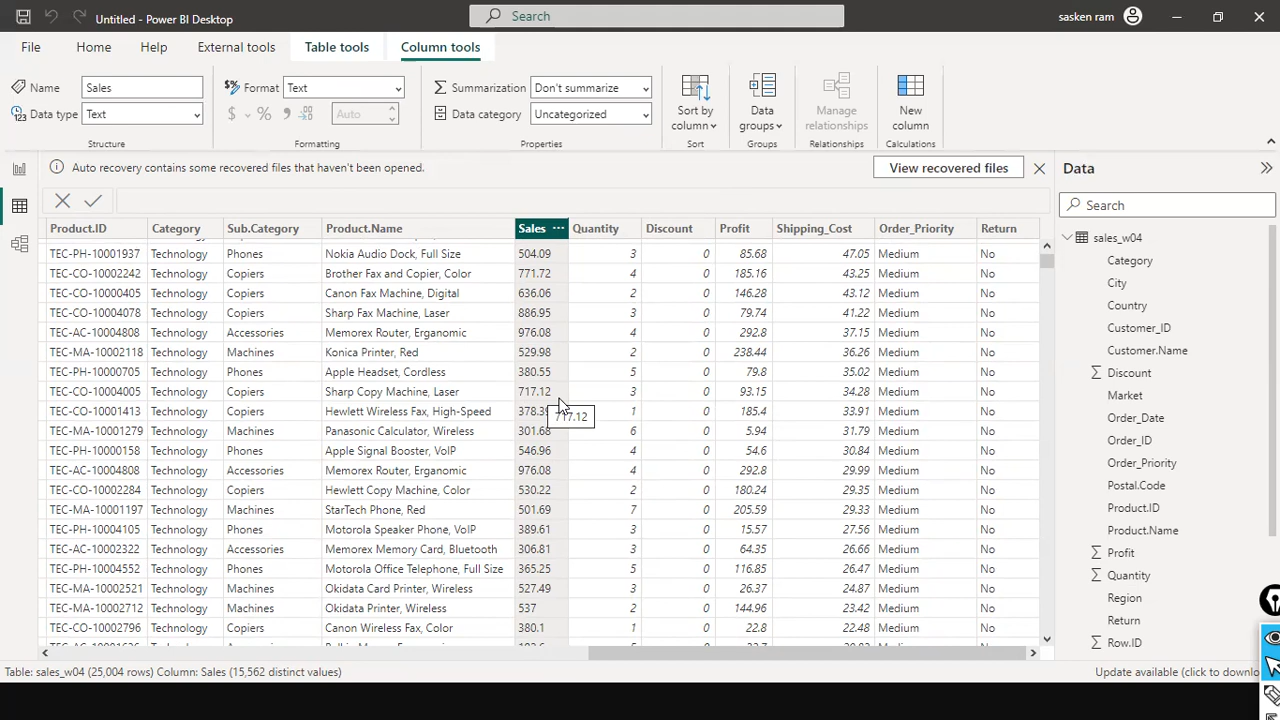 Untitled - Power BI Desktop
Search
sasken ram
File Home Help External tools Table tools Column tools
Name Sales
Data type Text
Structure
Format Text
$ % Auto
Formatting
Summarization Don't summarize
Data category Uncategorized
Properties
Sort by column
Sort
Data groups
Groups
Manage relationships
Relationships
New column
Calculations
Auto recovery contains some recovered files that haven't been opened.
View recovered files
Product.ID Category Sub.Category Product.Name Sales Quantity Discount Profit Shipping_Cost Order_Priority Return
TEC-PH-10001937 Technology Phones Nokia Audio Dock, Full Size 504.09 3 0 85.68 47.05 Medium No
TEC-CO-10002242 Technology Copiers Brother Fax and Copier, Color 771.72 4 0 185.16 43.25 Medium No
TEC-CO-10000405 Technology Copiers Canon Fax Machine, Digital 636.06 2 0 146.28 43.12 Medium No
TEC-CO-10004078 Technology Copiers Sharp Fax Machine, Laser 886.95 3 0 79.74 41.22 Medium No
TEC-AC-10004808 Technology Accessories Memorex Router, Erganomic 976.08 4 0 292.8 37.15 Medium No
TEC-MA-10002118 Technology Machines Konica Printer, Red 529.98 2 0 238.44 36.26 Medium No
TEC-PH-10000705 Technology Phones Apple Headset, Cordless 380.55 5 0 79.8 35.02 Medium No
TEC-CO-10004005 Technology Copiers Sharp Copy Machine, Laser 717.12 3 0 93.15 34.28 Medium No
TEC-CO-10001413 Technology Copiers Hewlett Wireless Fax, High-Speed 378.39 1 0 185.4 33.91 Medium No
717.12
TEC-MA-10001279 Technology Machines Panasonic Calculator, Wireless 301.68 6 0 5.94 31.79 Medium No
TEC-PH-10000158 Technology Phones Apple Signal Booster, VoIP 546.96 4 0 54.6 30.84 Medium No
TEC-AC-10004808 Technology Accessories Memorex Router, Erganomic 976.08 4 0 292.8 29.99 Medium No
TEC-CO-10002284 Technology Copiers Hewlett Copy Machine, Color 530.22 2 0 180.24 29.35 Medium No
TEC-MA-10001197 Technology Machines StarTech Phone, Red 501.69 7 0 205.59 29.33 Medium No
TEC-PH-10004105 Technology Phones Motorola Speaker Phone, VoIP 389.61 3 0 15.57 27.56 Medium No
TEC-AC-10002322 Technology Accessories Memorex Memory Card, Bluetooth 306.81 3 0 64.35 26.66 Medium No
TEC-PH-10004552 Technology Phones Motorola Office Telephone, Full Size 365.25 5 0 116.85 26.47 Medium No
TEC-MA-10002521 Technology Machines Okidata Card Printer, Wireless 527.49 3 0 26.37 24.87 Medium No
TEC-MA-10002712 Technology Machines Okidata Printer, Wireless 537 2 0 144.96 23.42 Medium No
TEC-CO-10002796 Technology Copiers Canon Wireless Fax, Color 380.1 1 0 22.8 22.48 Medium No
Data
Search
sales_w04
Category
City
Country
Customer_ID
Customer.Name
Discount
Market
Order_Date
Order_ID
Order_Priority
Postal.Code
Product.ID
Product.Name
Profit
Quantity
Region
Return
Row.ID
Table: sales_w04 (25,004 rows) Column: Sales (15,562 distinct values)
Update available (click to downlo